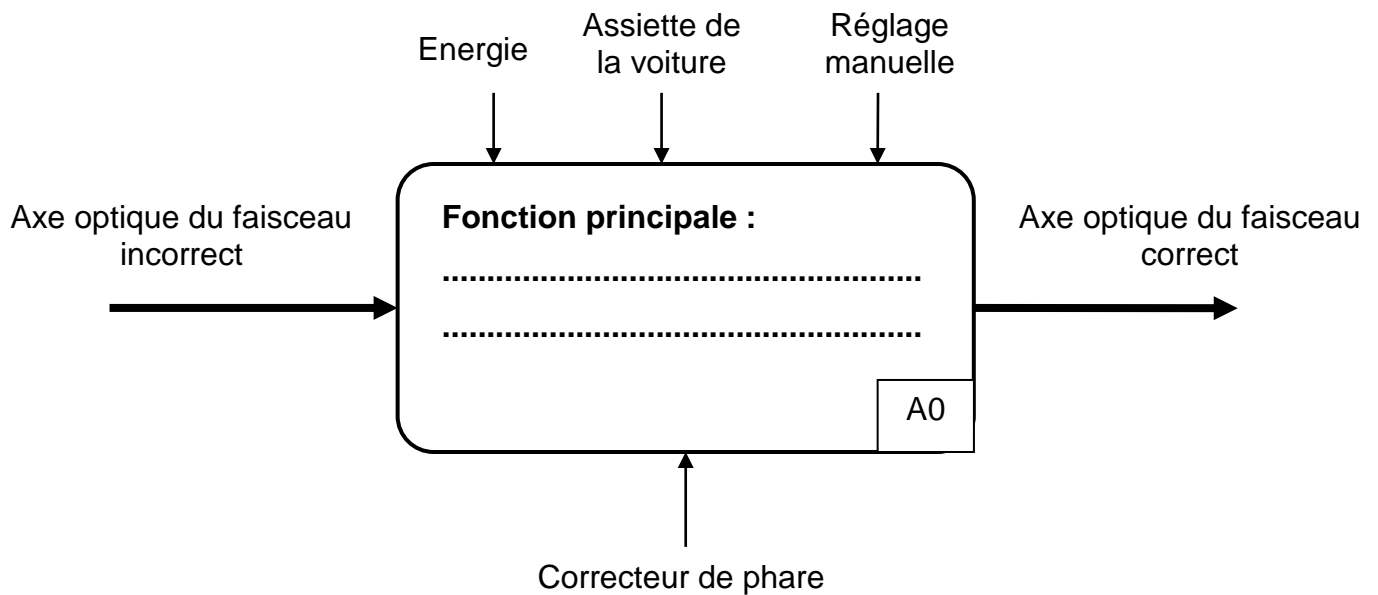 Energie
Assiette de
la voiture
Réglage
manuelle
Axe optique du faisceau
incorrect
Fonction principale :
......................................................
......................................................
Axe optique du faisceau
correct
A0
Correcteur de phare